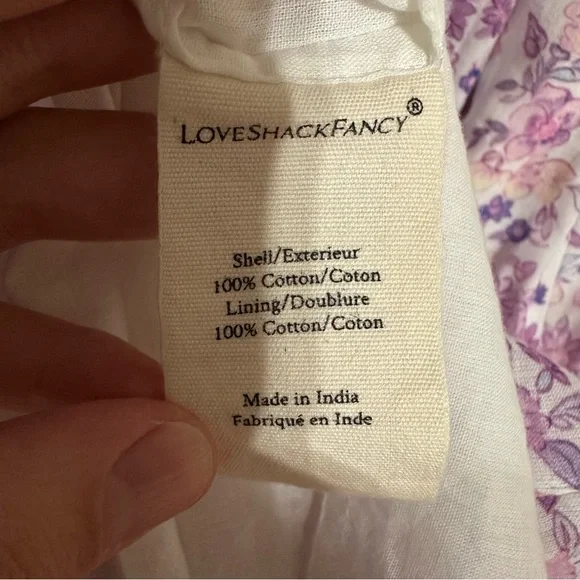 LOVESHACKFANCY®
Shell/Exterieur
100% Cotton/Coton
Lining/Doublure
100% Cotton/Coton
Made in India
Fabriqué en Inde